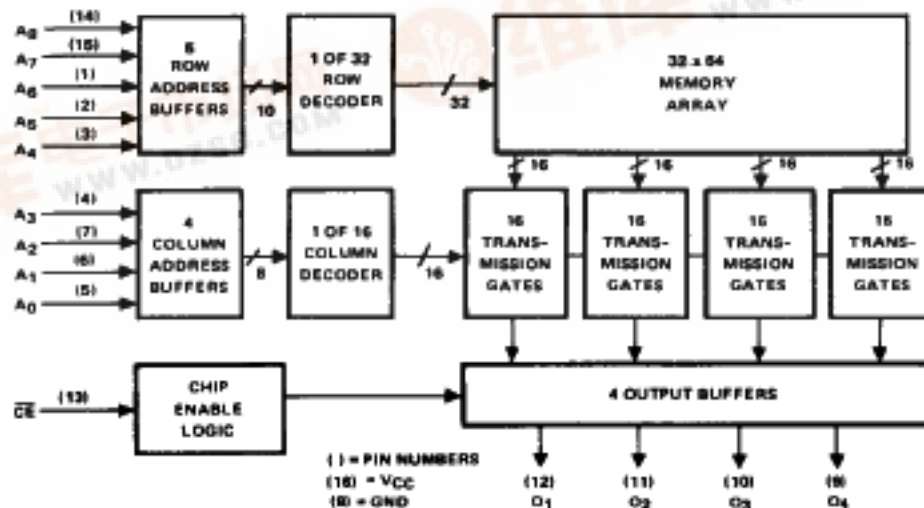 A8 (14)
A7 (15)
A6 (1)
A5 (2)
A4 (3)
5
ROW
ADDRESS
BUFFERS
10
1 OF 32
ROW
DECODER
32
32 x 64
MEMORY
ARRAY
16
16
16
16
A3 (4)
A2 (7)
A1 (6)
A0 (5)
4
COLUMN
ADDRESS
BUFFERS
8
1 OF 16
COLUMN
DECODER
16
16
TRANS-
MISSION
GATES
16
TRANS-
MISSION
GATES
16
TRANS-
MISSION
GATES
16
TRANS-
MISSION
GATES
CE (13)
CHIP
ENABLE
LOGIC
4 OUTPUT BUFFERS
( ) = PIN NUMBERS
(16) = VCC
(8) = GND
(12)
O1
(11)
O2
(10)
O3
(9)
O4
WWW.DZSC.COM